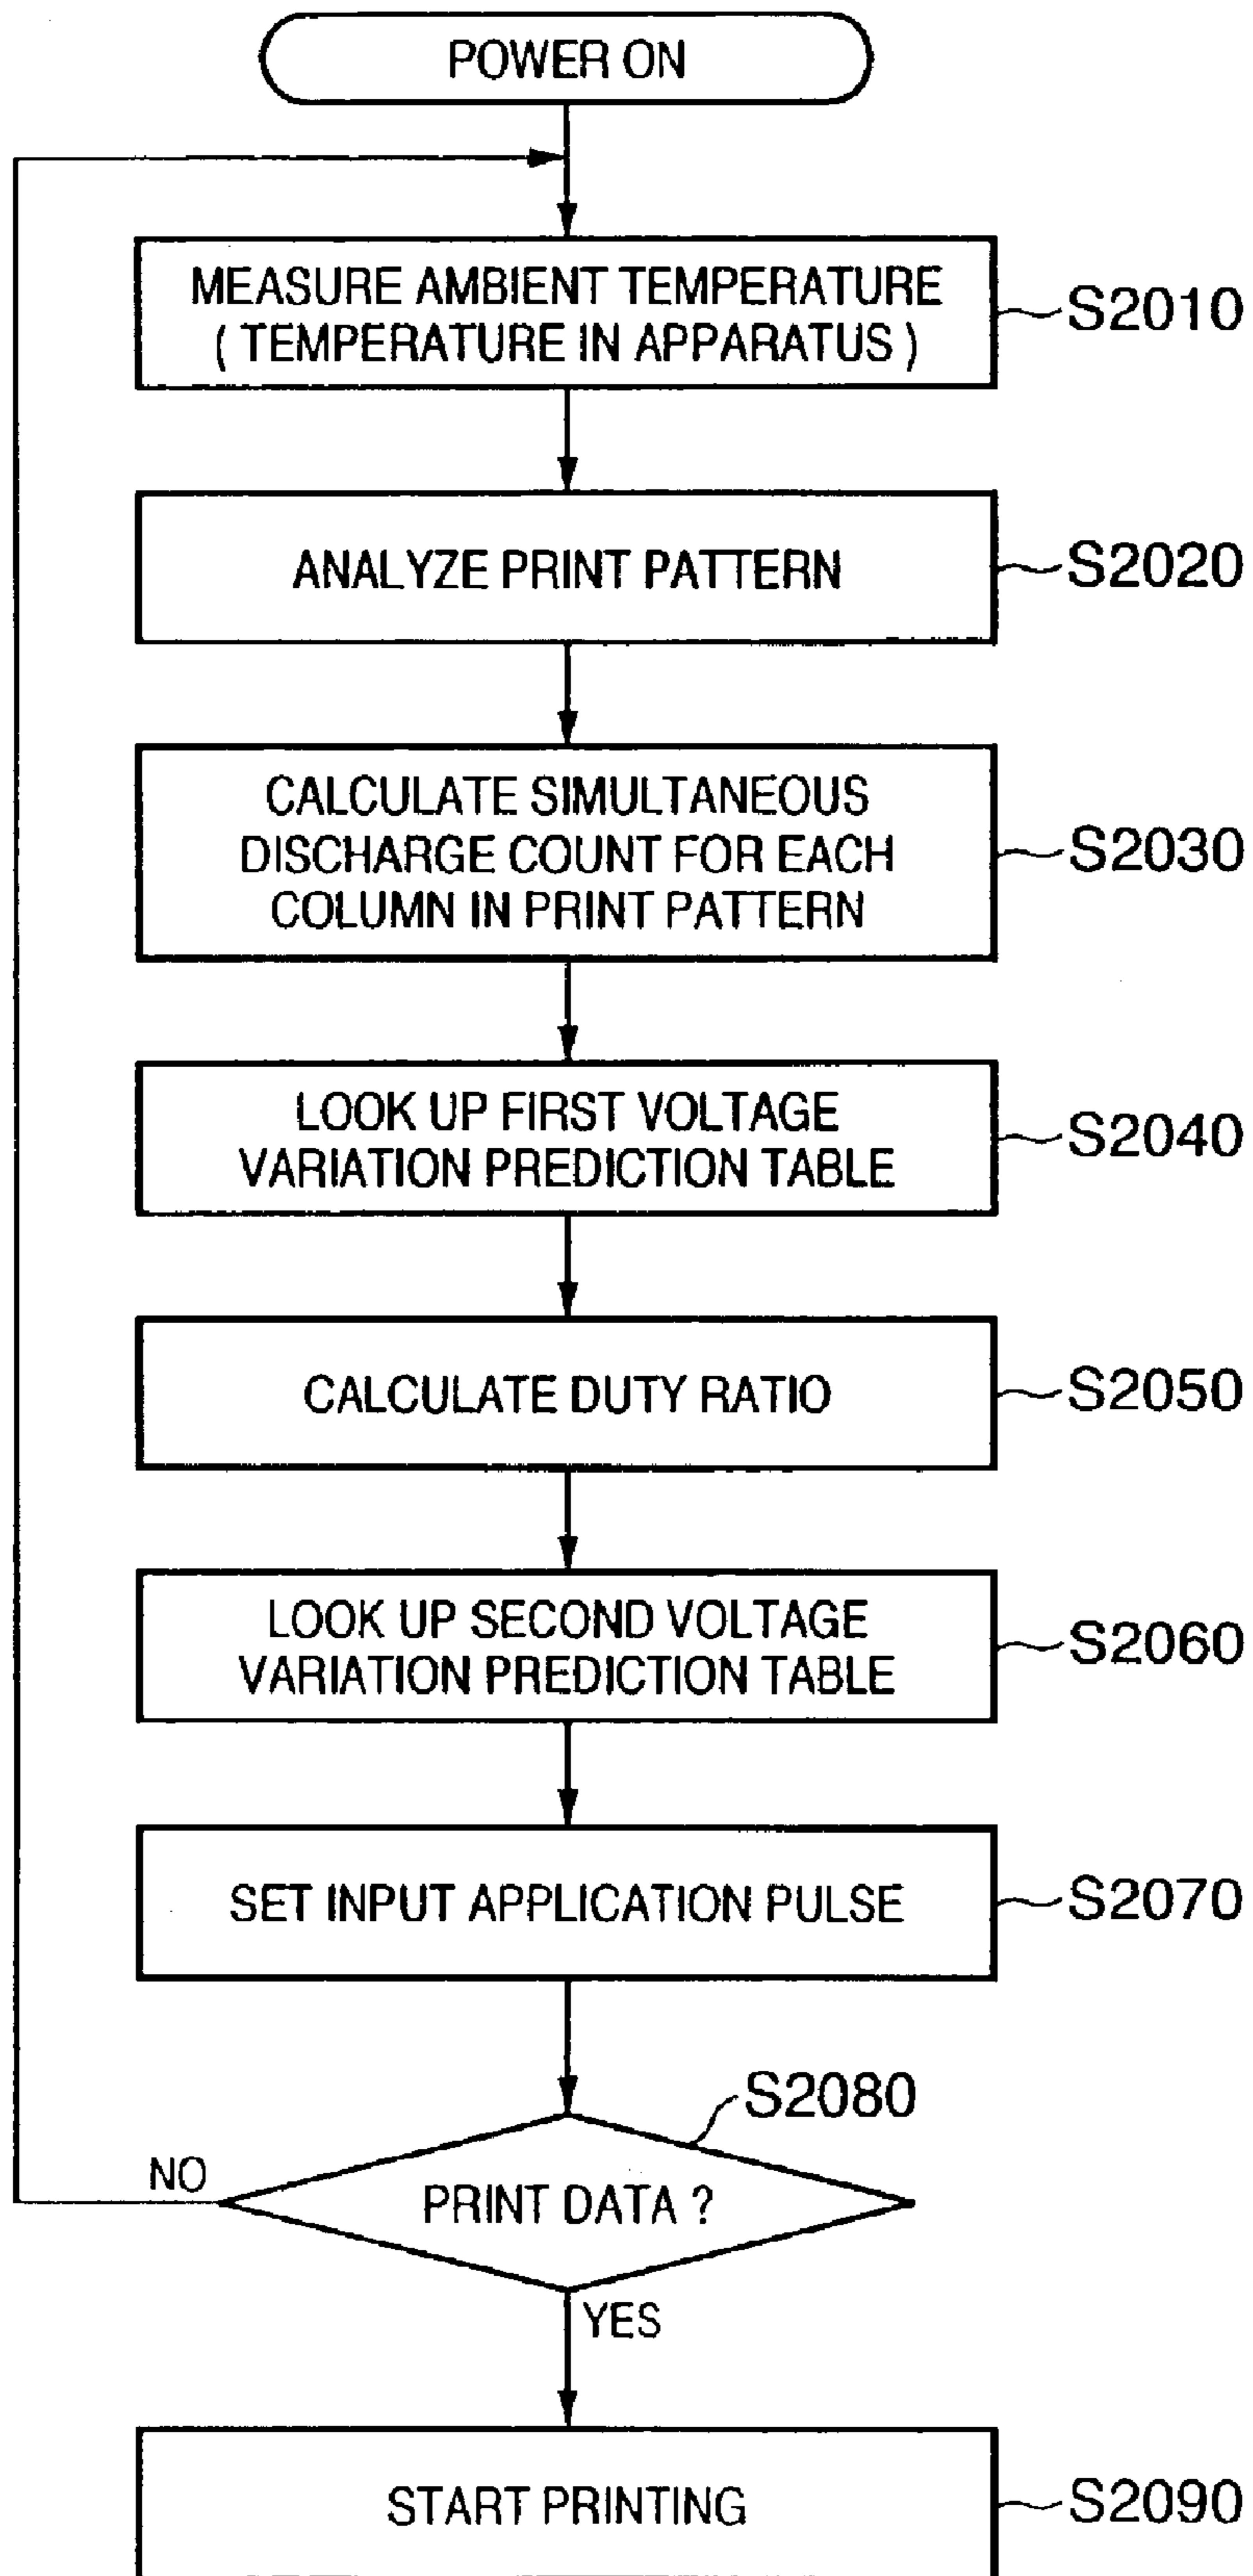 POWER ON
MEASURE AMBIENT TEMPERATURE
( TEMPERATURE IN APPARATUS )
S2010
ANALYZE PRINT PATTERN
S2020
CALCULATE SIMULTANEOUS
DISCHARGE COUNT FOR EACH
COLUMN IN PRINT PATTERN
S2030
LOOK UP FIRST VOLTAGE
VARIATION PREDICTION TABLE
S2040
CALCULATE DUTY RATIO
S2050
LOOK UP SECOND VOLTAGE
VARIATION PREDICTION TABLE
S2060
SET INPUT APPLICATION PULSE
S2070
S2080
NO
PRINT DATA ?
YES
START PRINTING
S2090